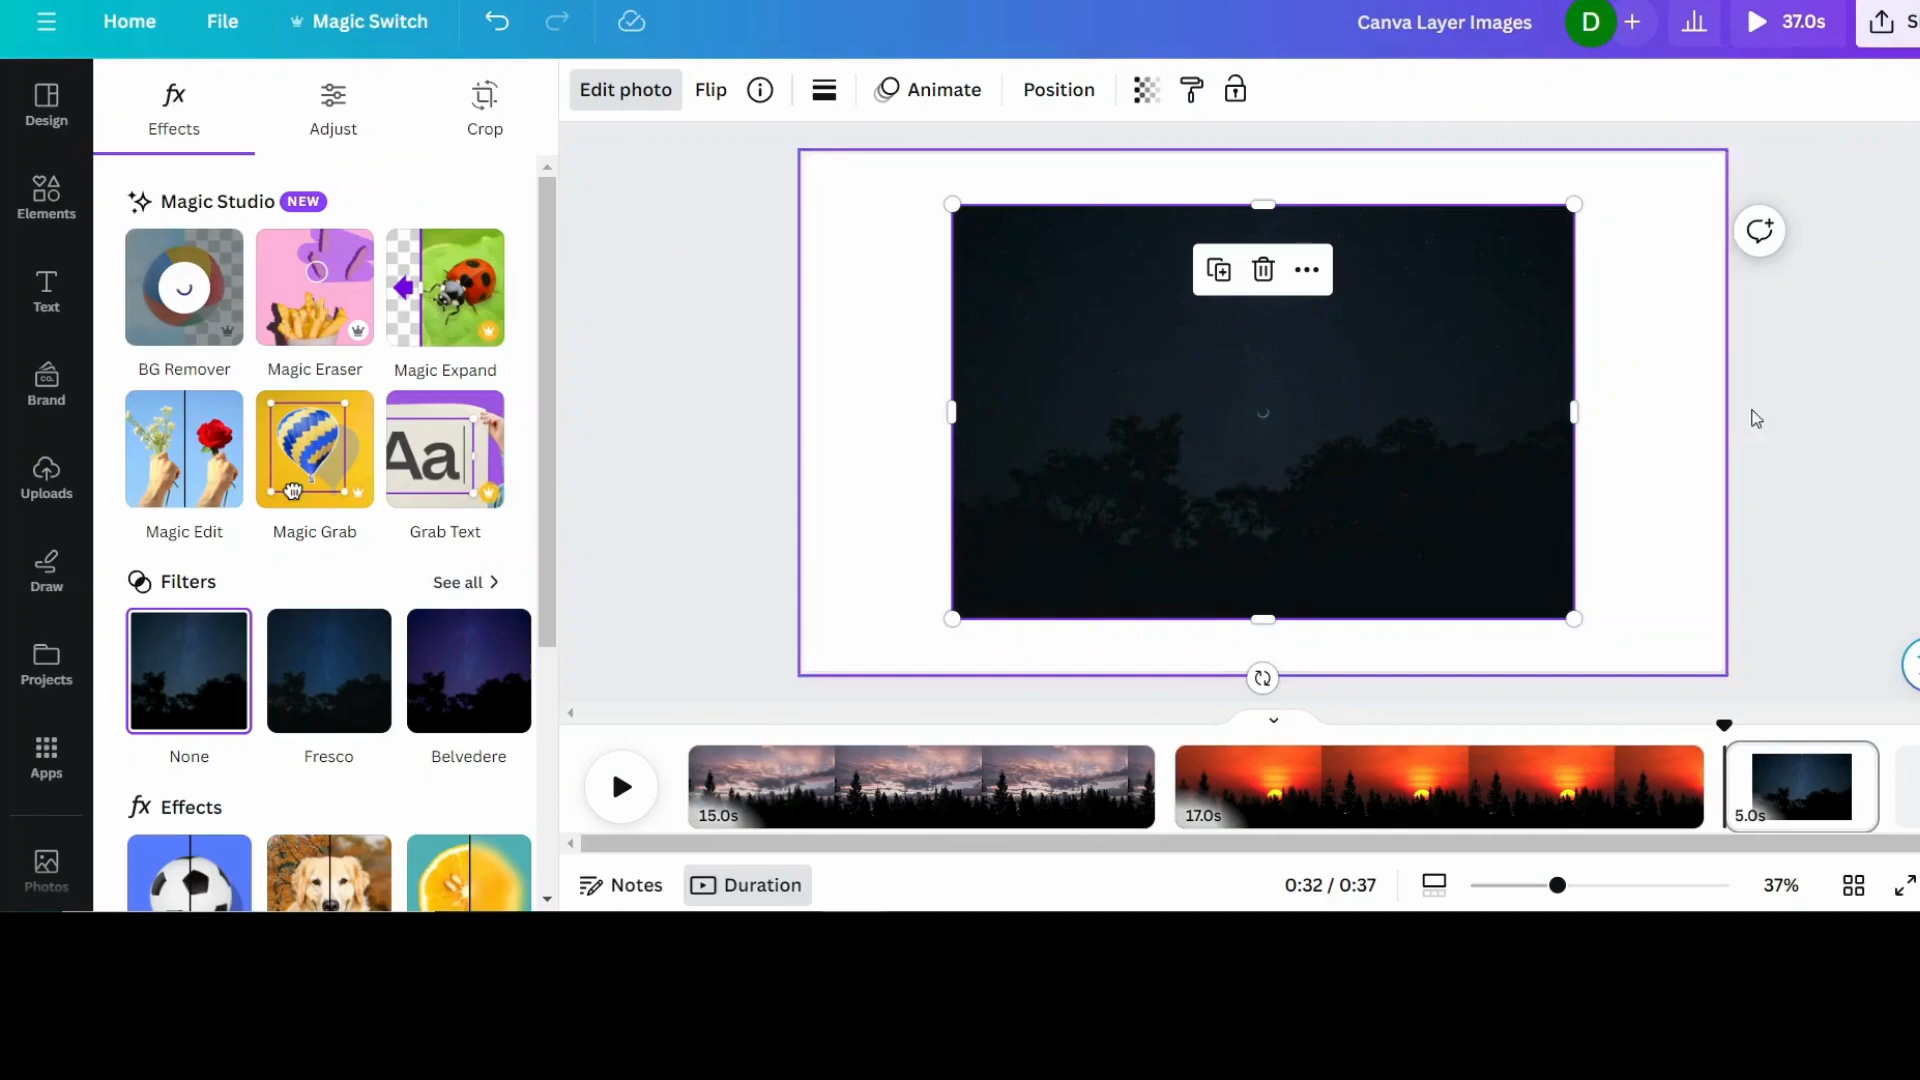 Home File Magic Switch Canva Layer Images D 37.0s S
Edit photo Flip Animate Position
Effects Adjust Crop
Design
Elements
Text
Brand
Uploads
Draw
Projects
Apps
Photos
Magic Studio NEW
BG Remover Magic Eraser Magic Expand
Aa
Magic Edit Magic Grab Grab Text
Filters See all
None Fresco Belvedere
fx Effects
15.0s 17.0s 5.0s
Notes Duration 0:32 / 0:37 37%